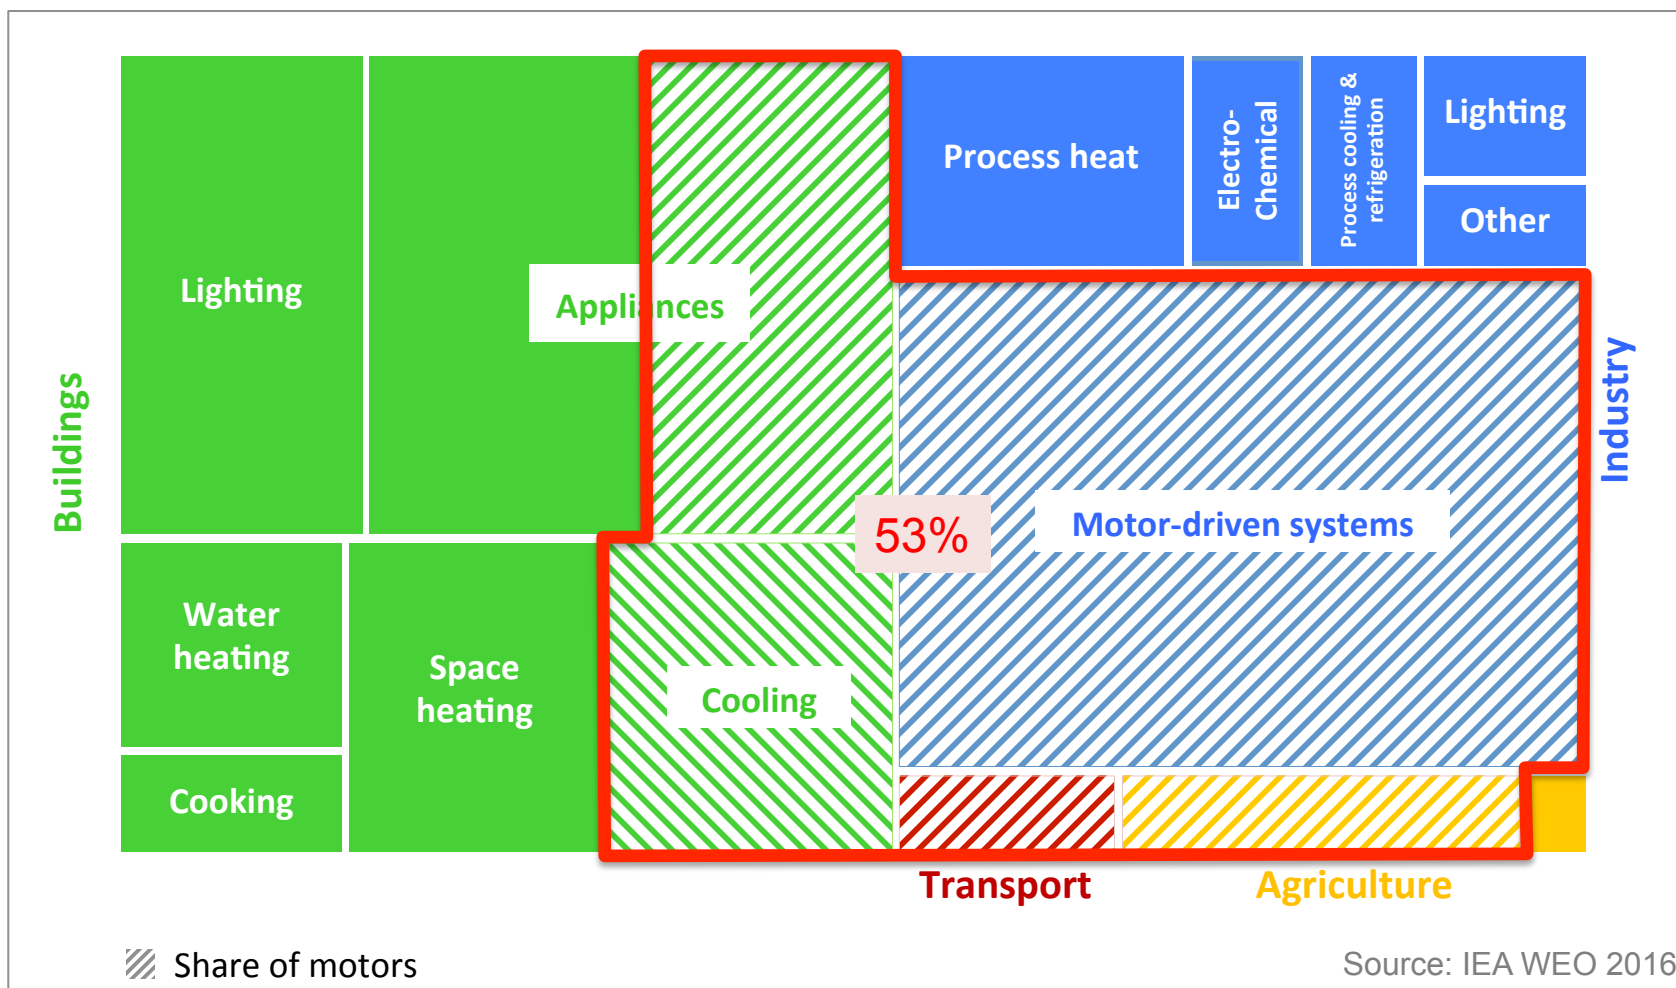 Buildings
Lighting
Appliances
Water
heating
Cooking
Space
heating
Cooling
Process heat
Electro-
Chemical
Process cooling &
refrigeration
Lighting
Other
53%
Motor-driven systems
Industry
Transport
Agriculture
Share of motors
Source: IEA WEO 2016